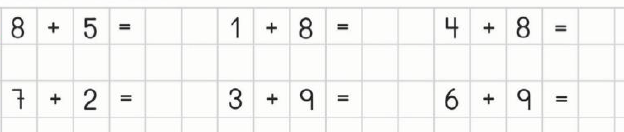 8 + 5 = 1 + 8 = 4 + 8 =
7 + 2 = 3 + 9 = 6 + 9 =